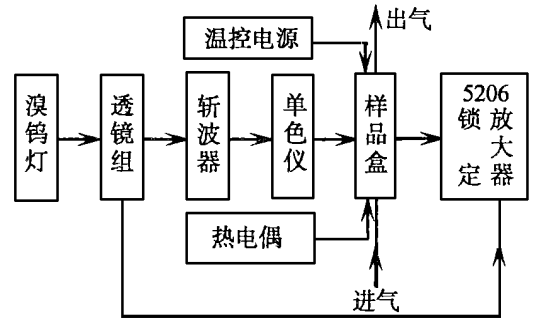 出气
温控电源
溴钨灯
透镜组
斩波器
单色仪
样品盒
5206
锁定
放大器
热电偶
进气